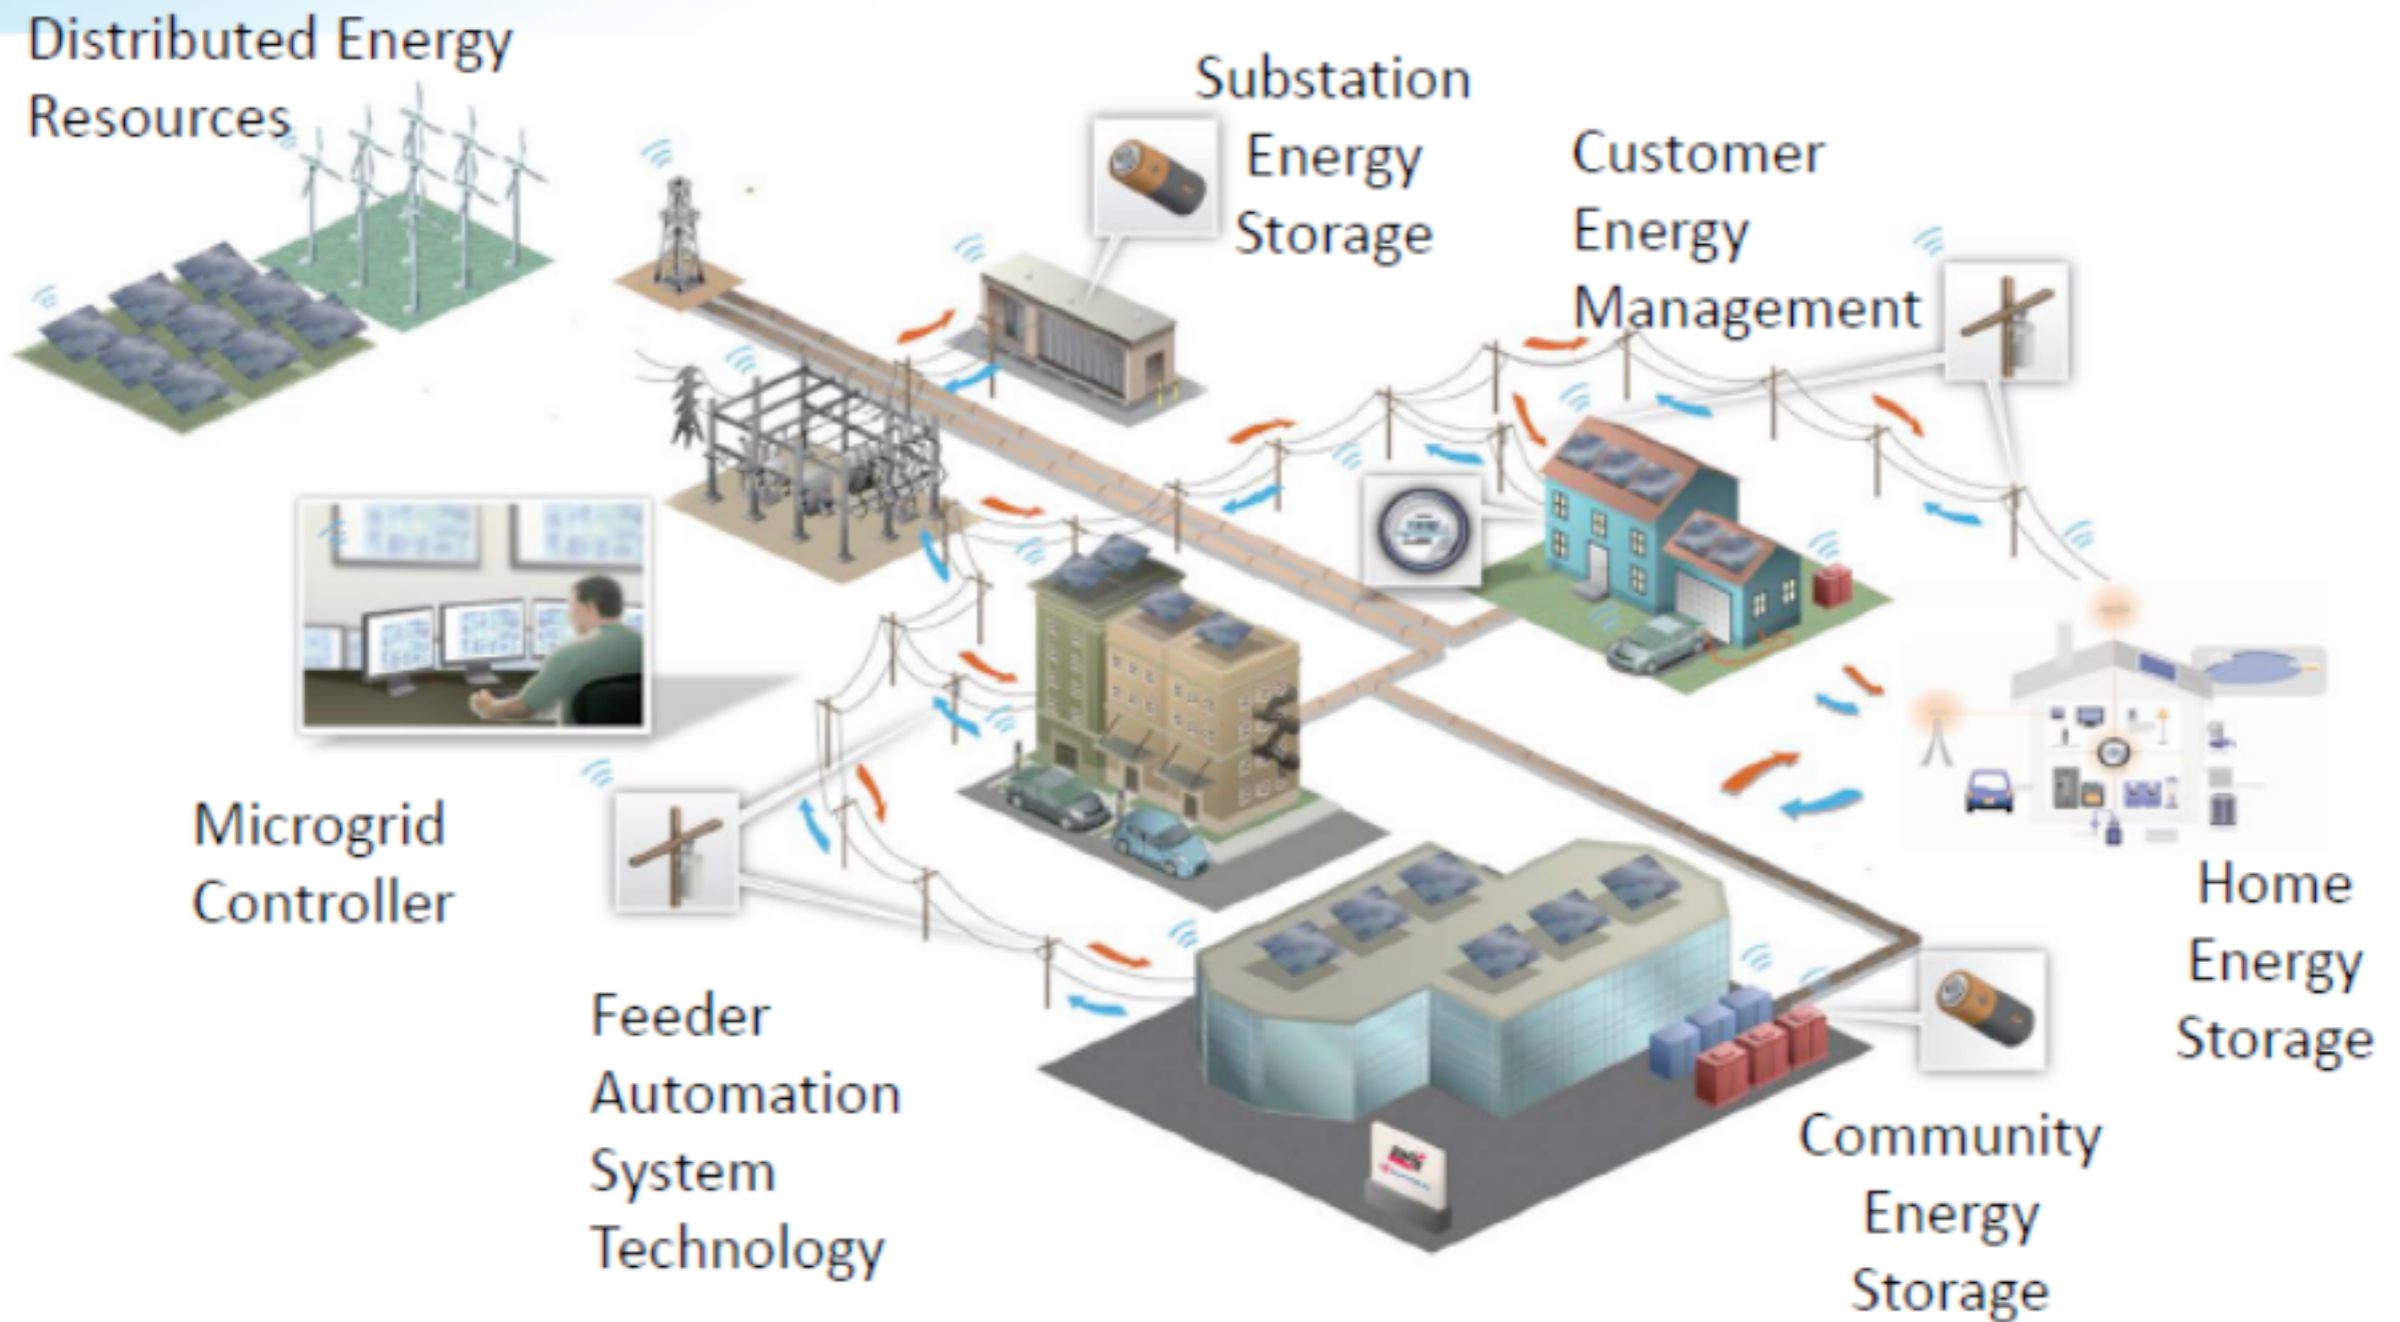 Distributed Energy
Resources
Substation
Energy
Storage
Customer
Energy
Management
Microgrid
Controller
Feeder
Automation
System
Technology
Home
Energy
Storage
Community
Energy
Storage